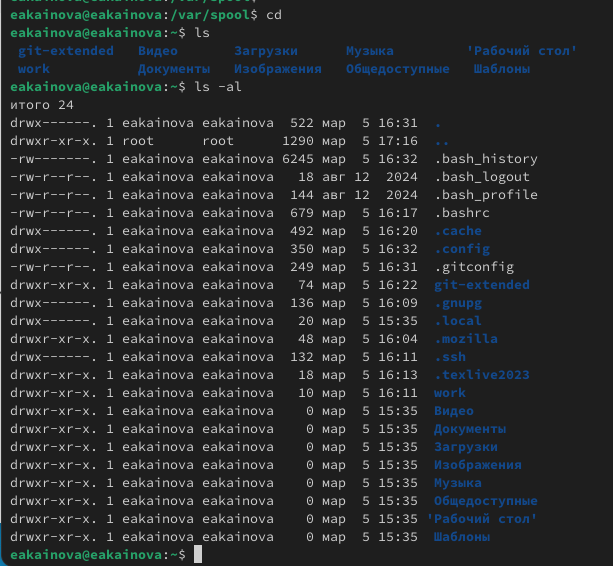 eakainova@eakainova:/var/spool$ cd
eakainova@eakainova:~$ ls
git-extended Видео Загрузки Музыка 'Рабочий стол'
work Документы Изображения Общедоступные Шаблоны
eakainova@eakainova:~$ ls -al
итого 24
drwx------. 1 eakainova eakainova 522 мар 5 16:31 .
drwxr-xr-x. 1 root root 1290 мар 5 17:16 ..
-rw-------. 1 eakainova eakainova 6245 мар 5 16:32 .bash_history
-rw-r--r--. 1 eakainova eakainova 18 авг 12 2024 .bash_logout
-rw-r--r--. 1 eakainova eakainova 144 авг 12 2024 .bash_profile
-rw-r--r--. 1 eakainova eakainova 679 мар 5 16:17 .bashrc
drwx------. 1 eakainova eakainova 492 мар 5 16:20 .cache
drwx------. 1 eakainova eakainova 350 мар 5 16:32 .config
-rw-r--r--. 1 eakainova eakainova 249 мар 5 16:31 .gitconfig
drwxr-xr-x. 1 eakainova eakainova 74 мар 5 16:22 git-extended
drwx------. 1 eakainova eakainova 136 мар 5 16:09 .gnupg
drwx------. 1 eakainova eakainova 20 мар 5 15:35 .local
drwxr-xr-x. 1 eakainova eakainova 48 мар 5 16:04 .mozilla
drwx------. 1 eakainova eakainova 132 мар 5 16:11 .ssh
drwxr-xr-x. 1 eakainova eakainova 18 мар 5 16:13 .texlive2023
drwxr-xr-x. 1 eakainova eakainova 10 мар 5 16:11 work
drwxr-xr-x. 1 eakainova eakainova 0 мар 5 15:35 Видео
drwxr-xr-x. 1 eakainova eakainova 0 мар 5 15:35 Документы
drwxr-xr-x. 1 eakainova eakainova 0 мар 5 15:35 Загрузки
drwxr-xr-x. 1 eakainova eakainova 0 мар 5 15:35 Изображения
drwxr-xr-x. 1 eakainova eakainova 0 мар 5 15:35 Музыка
drwxr-xr-x. 1 eakainova eakainova 0 мар 5 15:35 Общедоступные
drwxr-xr-x. 1 eakainova eakainova 0 мар 5 15:35 'Рабочий стол'
drwxr-xr-x. 1 eakainova eakainova 0 мар 5 15:35 Шаблоны
eakainova@eakainova:~$